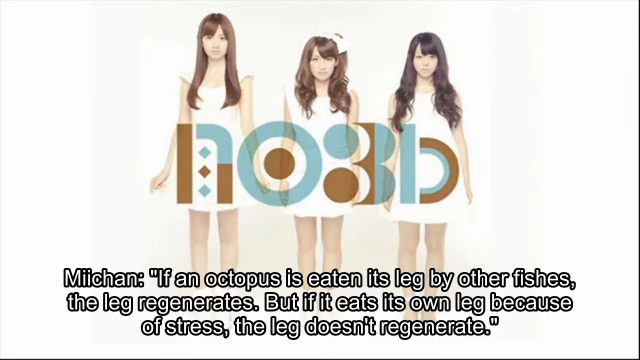 no3b
Miichan: "If an octopus is eaten its leg by other fishes,
the leg regenerates. But if it eats its own leg because
of stress, the leg doesn't regenerate."